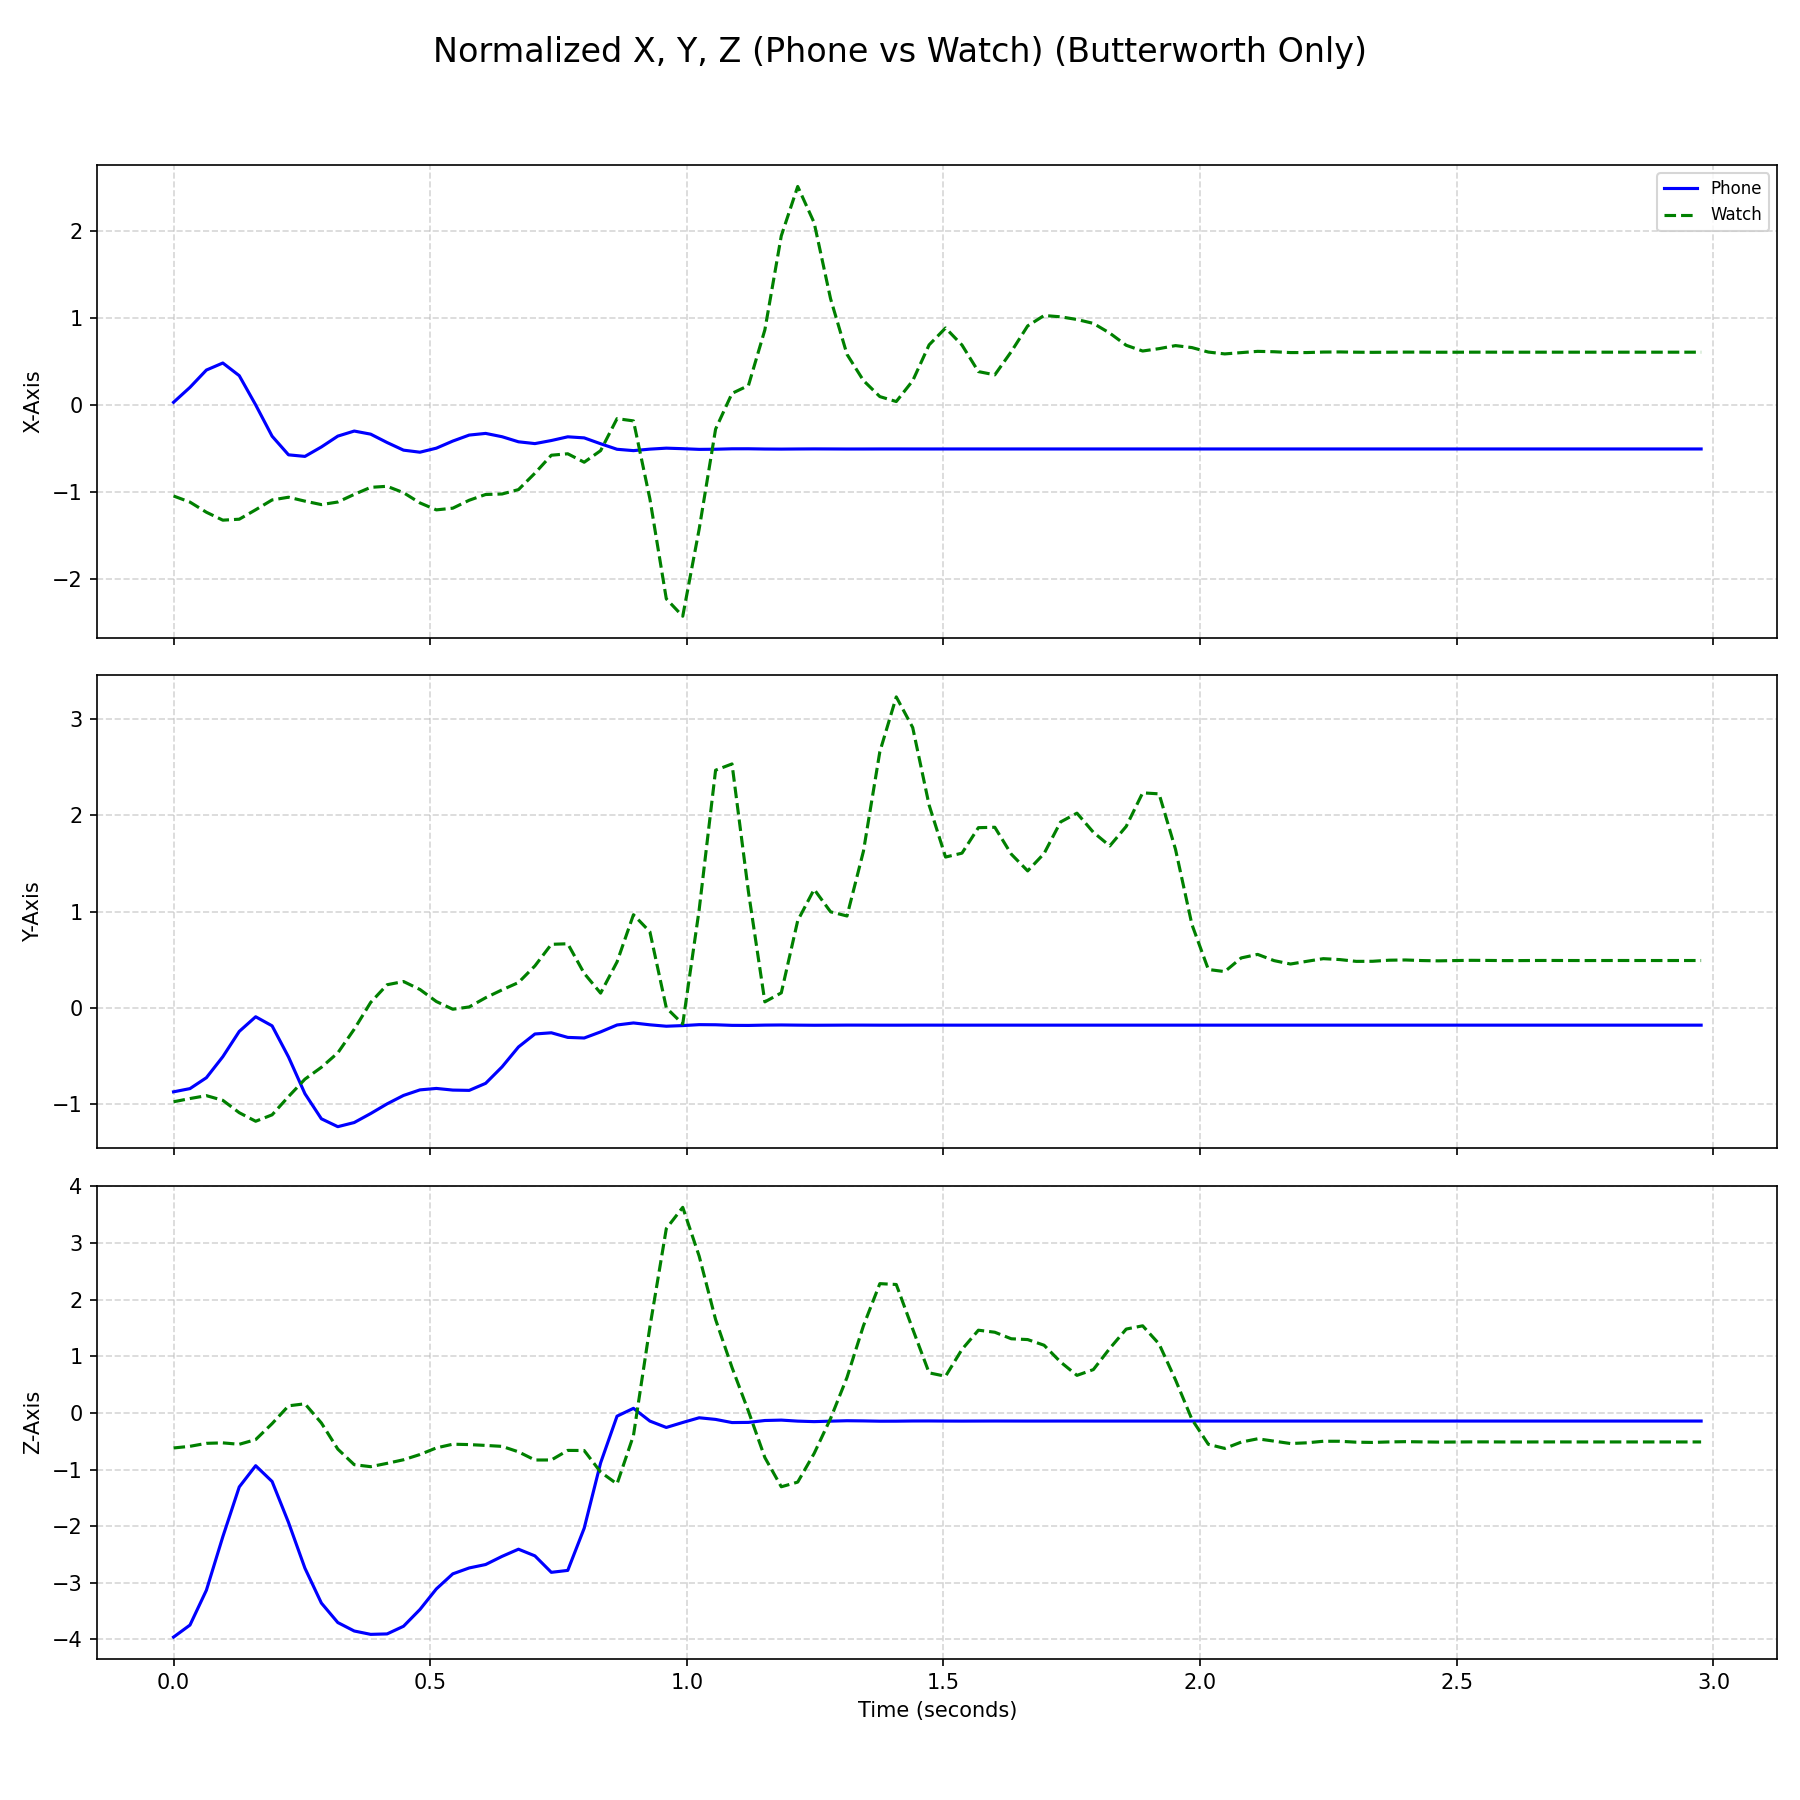 Normalized X, Y, Z (Phone vs Watch) (Butterworth Only)
Phone
Watch
2
1
0
−1
−2
X-Axis
3
2
1
0
−1
Y-Axis
4
3
2
1
0
−1
−2
−3
−4
Z-Axis
0.0 0.5 1.0 1.5 2.0 2.5 3.0
Time (seconds)